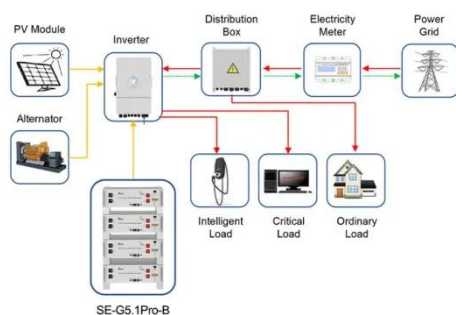 PV Module
Inverter
Distribution
Box
Electricity
Meter
Power
Grid
Alternator
Intelligent
Load
Critical
Load
Ordinary
Load
SE-G5.1Pro-B